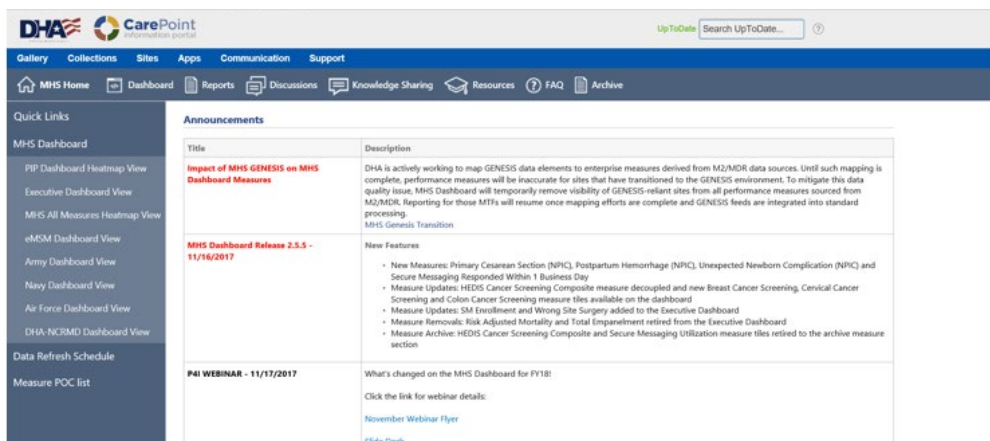 DHA CarePoint
information portal
UpToDate Search UpToDate... ?
Gallery Collections Sites Apps Communication Support
MHS Home Dashboard Reports Discussions Knowledge Sharing Resources ? FAQ Archive
Quick Links
MHS Dashboard
PIP Dashboard Heatmap View
Executive Dashboard View
MHS All Measures Heatmap View
eMSM Dashboard View
Army Dashboard View
Navy Dashboard View
Air Force Dashboard View
DHA-NCRMD Dashboard View
Data Refresh Schedule
Measure POC list
Announcements
Title Description
Impact of MHS GENESIS on MHS
Dashboard Measures
DHA is actively working to map GENESIS data elements to enterprise measures derived from M2/MDR data sources. Until such mapping is
complete, performance measures will be inaccurate for sites that have transitioned to the GENESIS environment. To mitigate this data
quality issue, MHS Dashboard will temporarily remove visibility of GENESIS-reliant sites from all performance measures sourced from
M2/MDR. Reporting for those MTFs will resume once mapping efforts are complete and GENESIS feeds are integrated into standard
processing.
MHS Genesis Transition
MHS Dashboard Release 2.5.5 -
11/16/2017
New Features
• New Measures: Primary Cesarean Section (NPIC), Postpartum Hemorrhage (NPIC), Unexpected Newborn Complication (NPIC) and
Secure Messaging Responded Within 1 Business Day
• Measure Updates: HEDIS Cancer Screening Composite measure decoupled and new Breast Cancer Screening, Cervical Cancer
Screening and Colon Cancer Screening measure tiles available on the dashboard
• Measure Updates: SM Enrollment and Wrong Site Surgery added to the Executive Dashboard
• Measure Removals: Risk Adjusted Mortality and Total Empanelment retired from the Executive Dashboard
• Measure Archive: HEDIS Cancer Screening Composite and Secure Messaging Utilization measure tiles retired to the archive measure
section
P4I WEBINAR - 11/17/2017
What's changed on the MHS Dashboard for FY18!
Click the link for webinar details:
November Webinar Flyer
Slide Deck